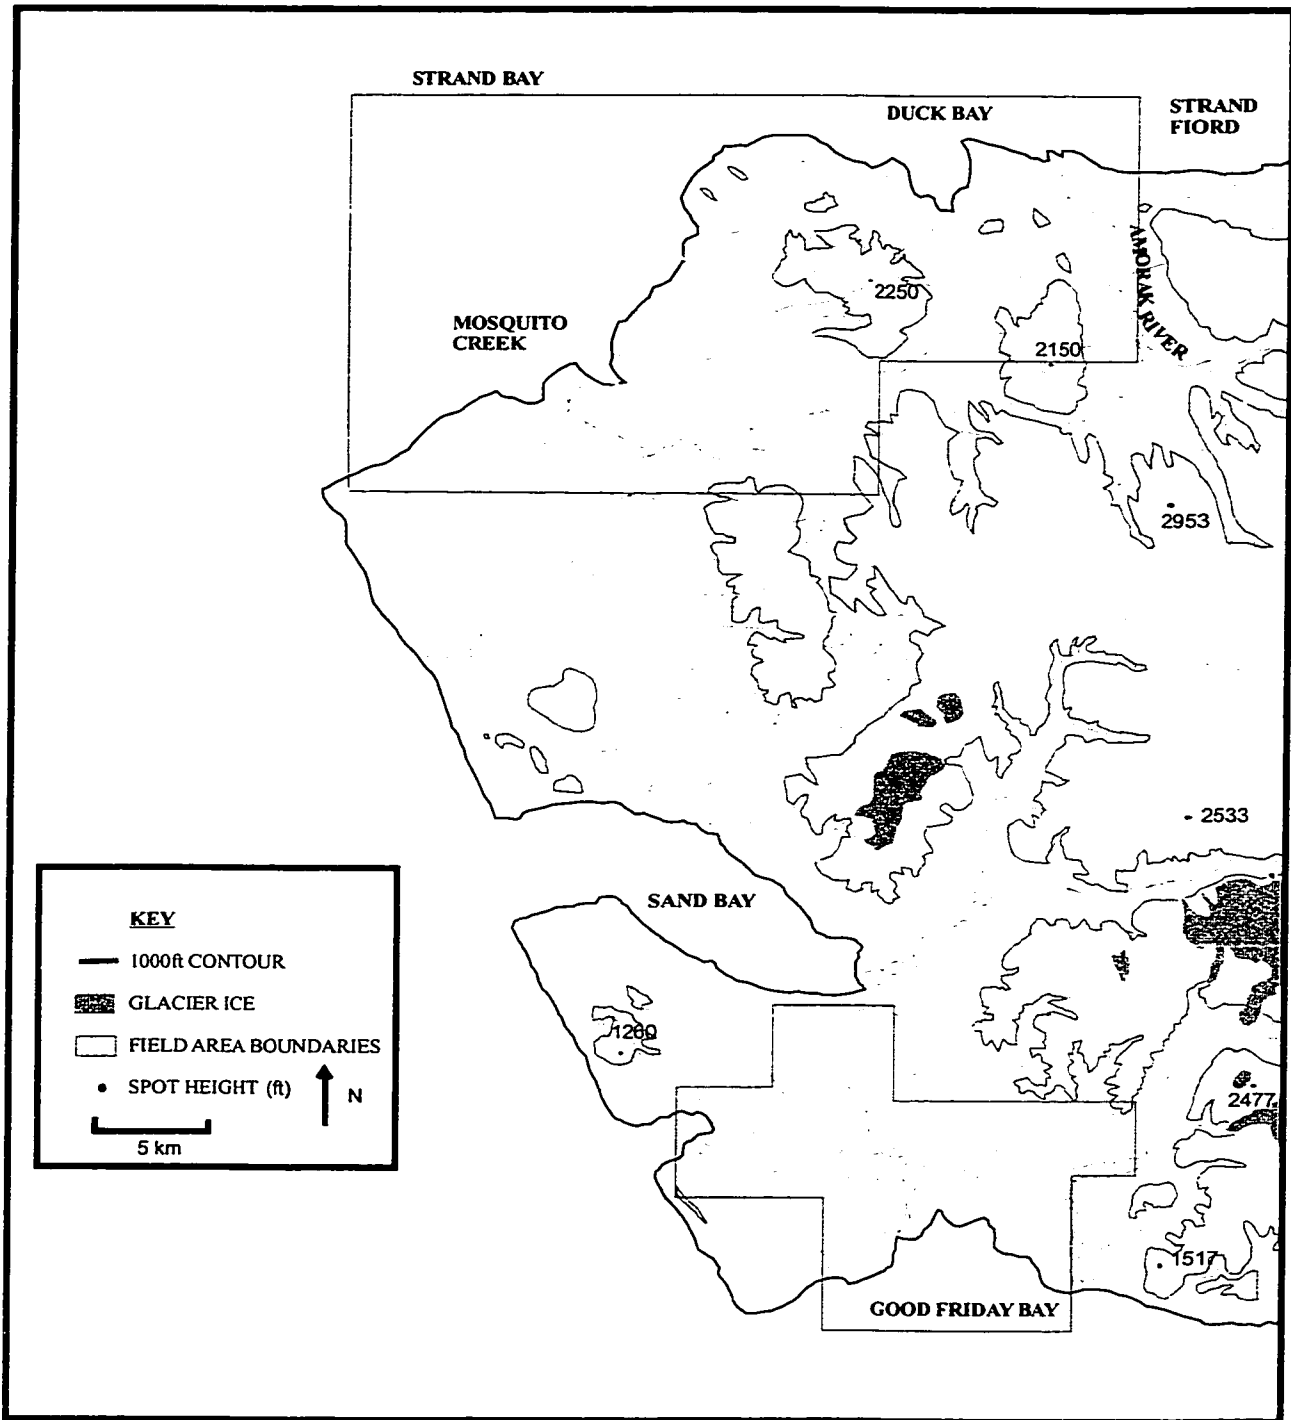 STRAND BAY
DUCK BAY
STRAND
FIORD
AMORAK RIVER
2250
MOSQUITO
CREEK
2150
2953
2533
SAND BAY
KEY
1000ft CONTOUR
GLACIER ICE
FIELD AREA BOUNDARIES
SPOT HEIGHT (ft)
N
5 km
1260
2477
1517
GOOD FRIDAY BAY